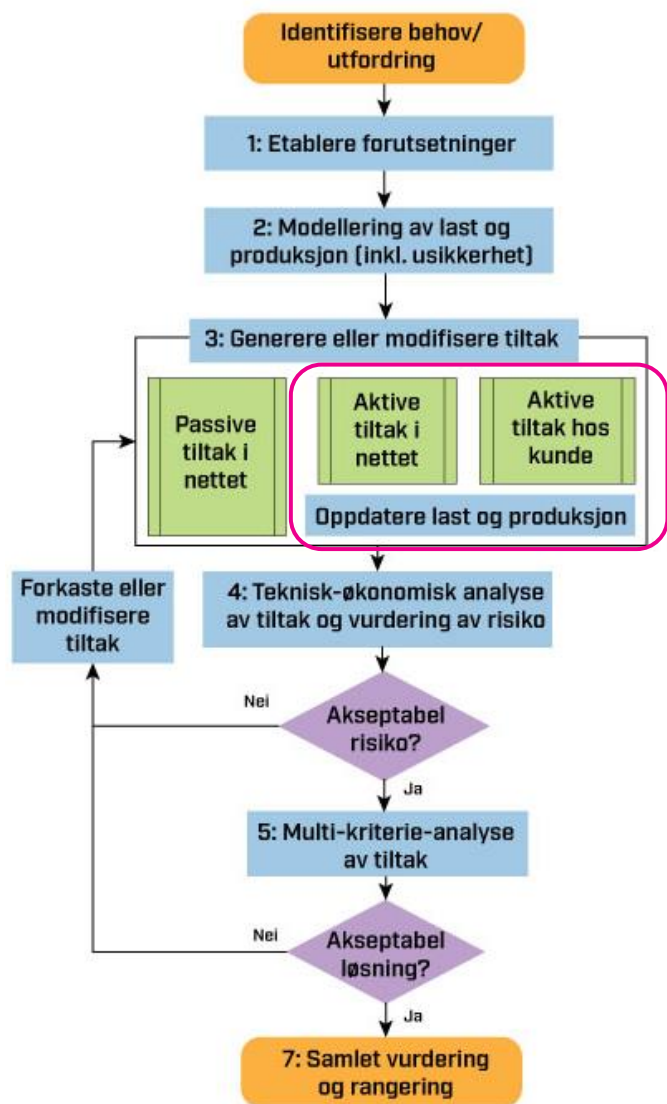 Identifisere behov/
utfordring
1: Etablere forutsetninger
2: Modellering av last og
produksjon (inkl. usikkerhet)
3: Generere eller modifisere tiltak
Passive
tiltak i
nettet
Aktive
tiltak i
nettet
Aktive
tiltak hos
kunde
Oppdatere last og produksjon
Forkaste eller
modifisere
tiltak
4: Teknisk-økonomisk analyse
av tiltak og vurdering av risiko
Nei
Akseptabel
risiko?
Ja
5: Multi-kriterie-analyse
av tiltak
Nei
Akseptabel
løsning?
Ja
7: Samlet vurdering
og rangering